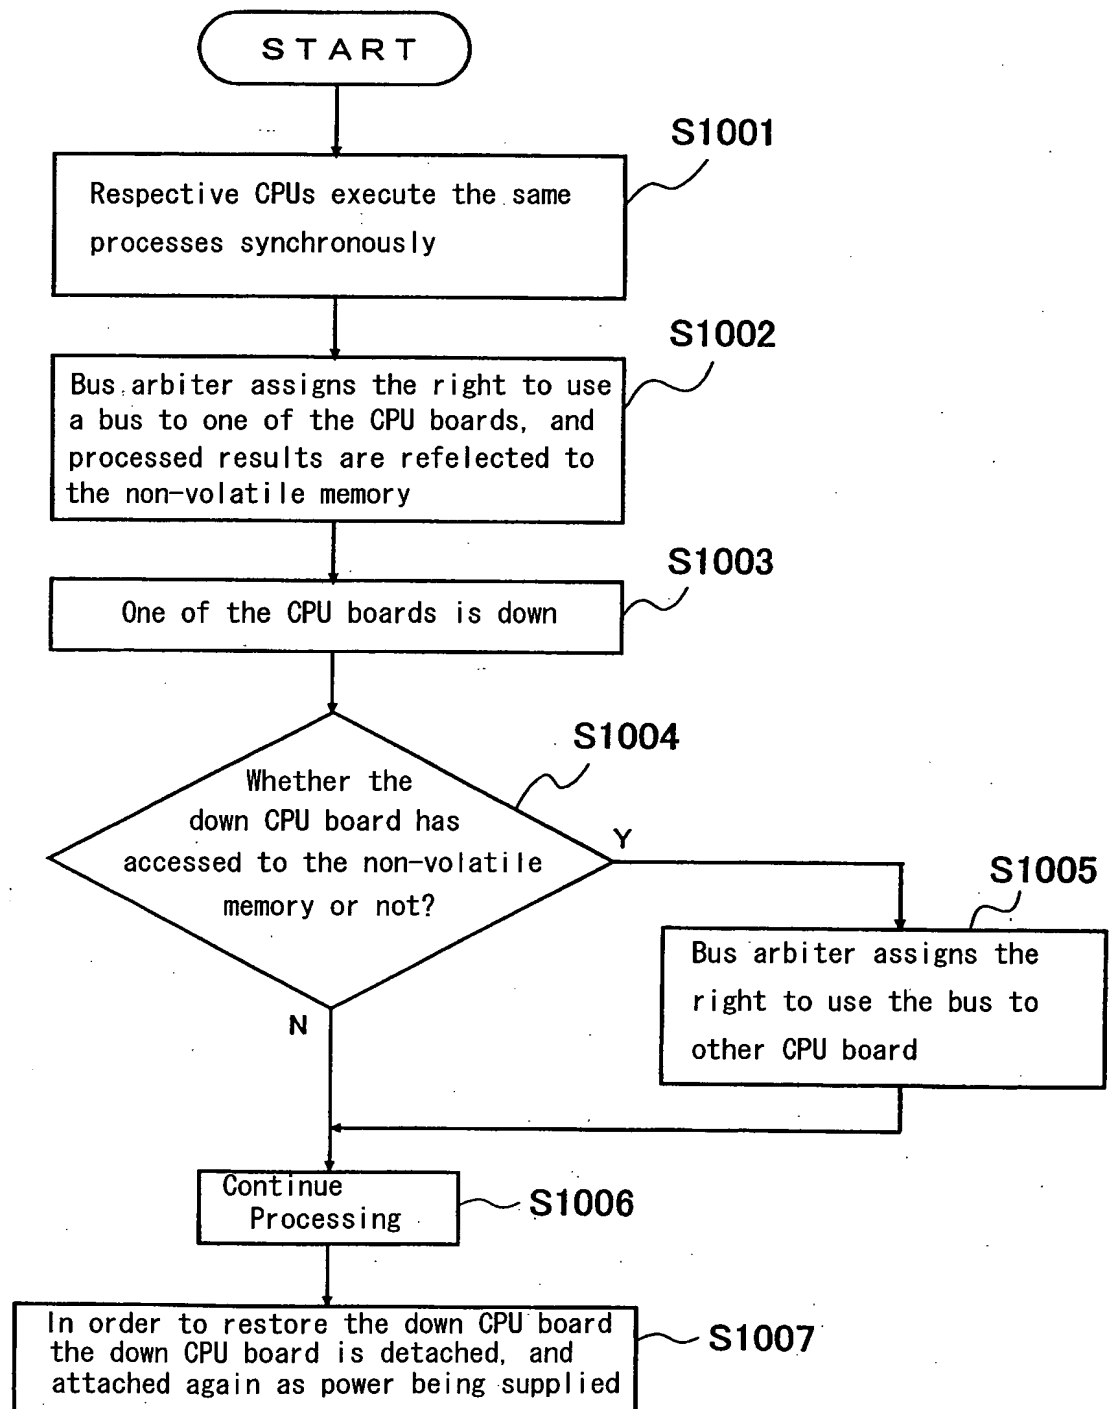 START
S1001
Respective CPUs execute the same
processes synchronously
S1002
Bus arbiter assigns the right to use
a bus to one of the CPU boards, and
processed results are refelected to
the non-volatile memory
S1003
One of the CPU boards is down
S1004
Whether the
down CPU board has
accessed to the non-volatile
memory or not?
Y
S1005
Bus arbiter assigns the
right to use the bus to
other CPU board
N
Continue
Processing
S1006
In order to restore the down CPU board
the down CPU board is detached, and
attached again as power being supplied
S1007